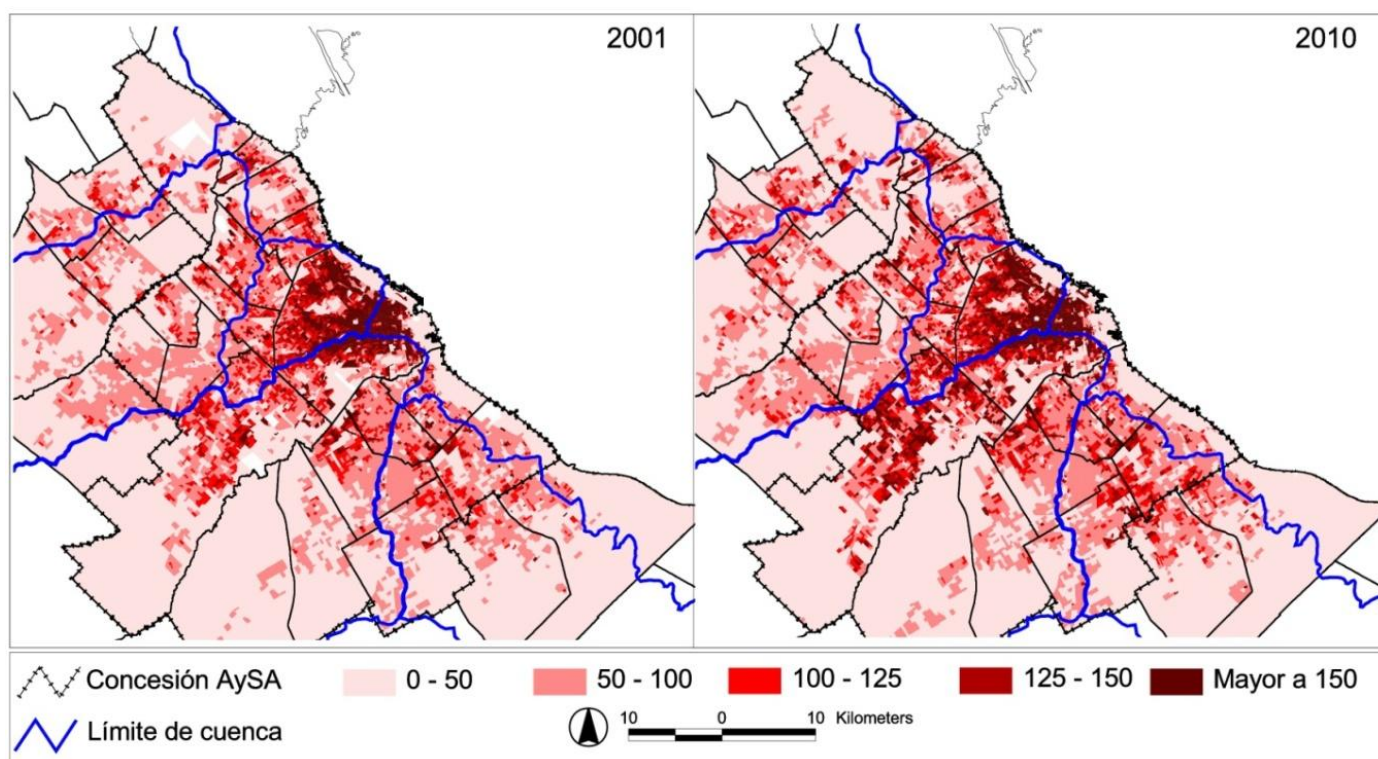 2001
2010
Concesión AySA
0 - 50
50 - 100
100 - 125
125 - 150
Mayor a 150
Límite de cuenca
10 0 10 Kilometers